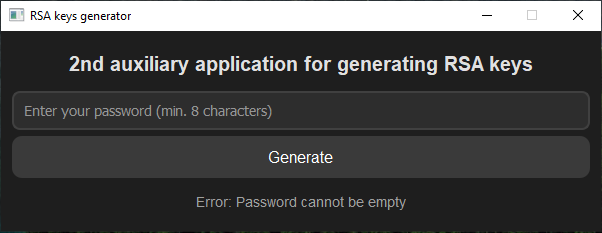 RSA keys generator
2nd auxiliary application for generating RSA keys
Enter your password (min. 8 characters)
Generate
Error: Password cannot be empty